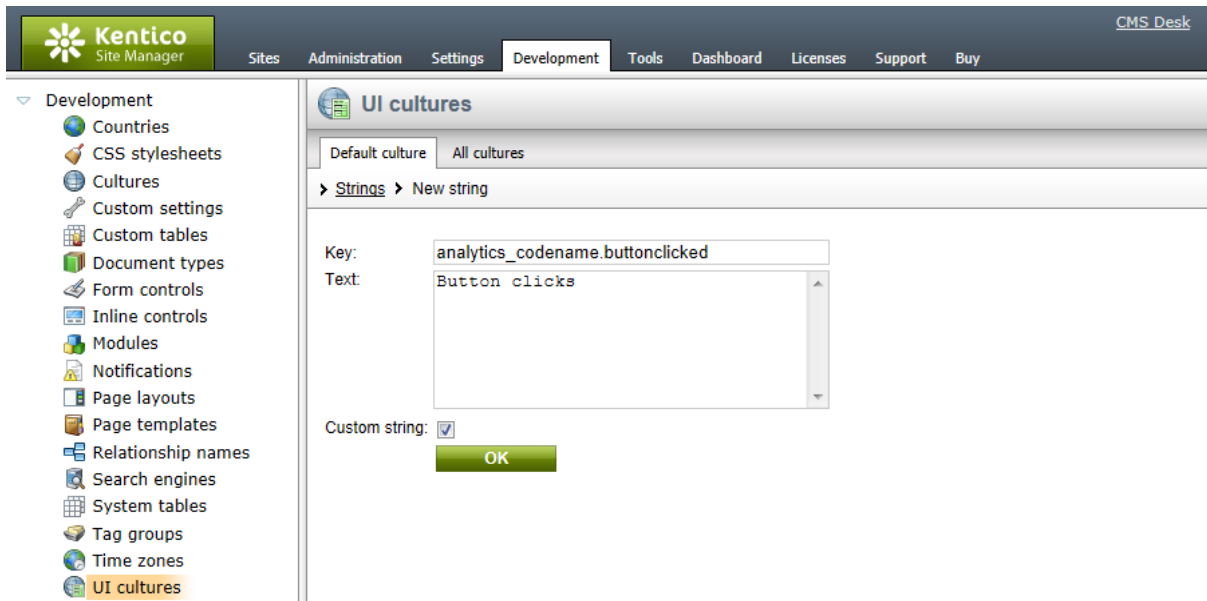 CMS Desk
Kentico
Site Manager
Sites Administration Settings Development Tools Dashboard Licenses Support Buy
Development
Countries
CSS stylesheets
Cultures
Custom settings
Custom tables
Document types
Form controls
Inline controls
Modules
Notifications
Page layouts
Page templates
Relationship names
Search engines
System tables
Tag groups
Time zones
UI cultures
UI cultures
Default culture All cultures
Strings New string
Key: analytics_codename.buttonclicked
Text: Button clicks
Custom string:
OK